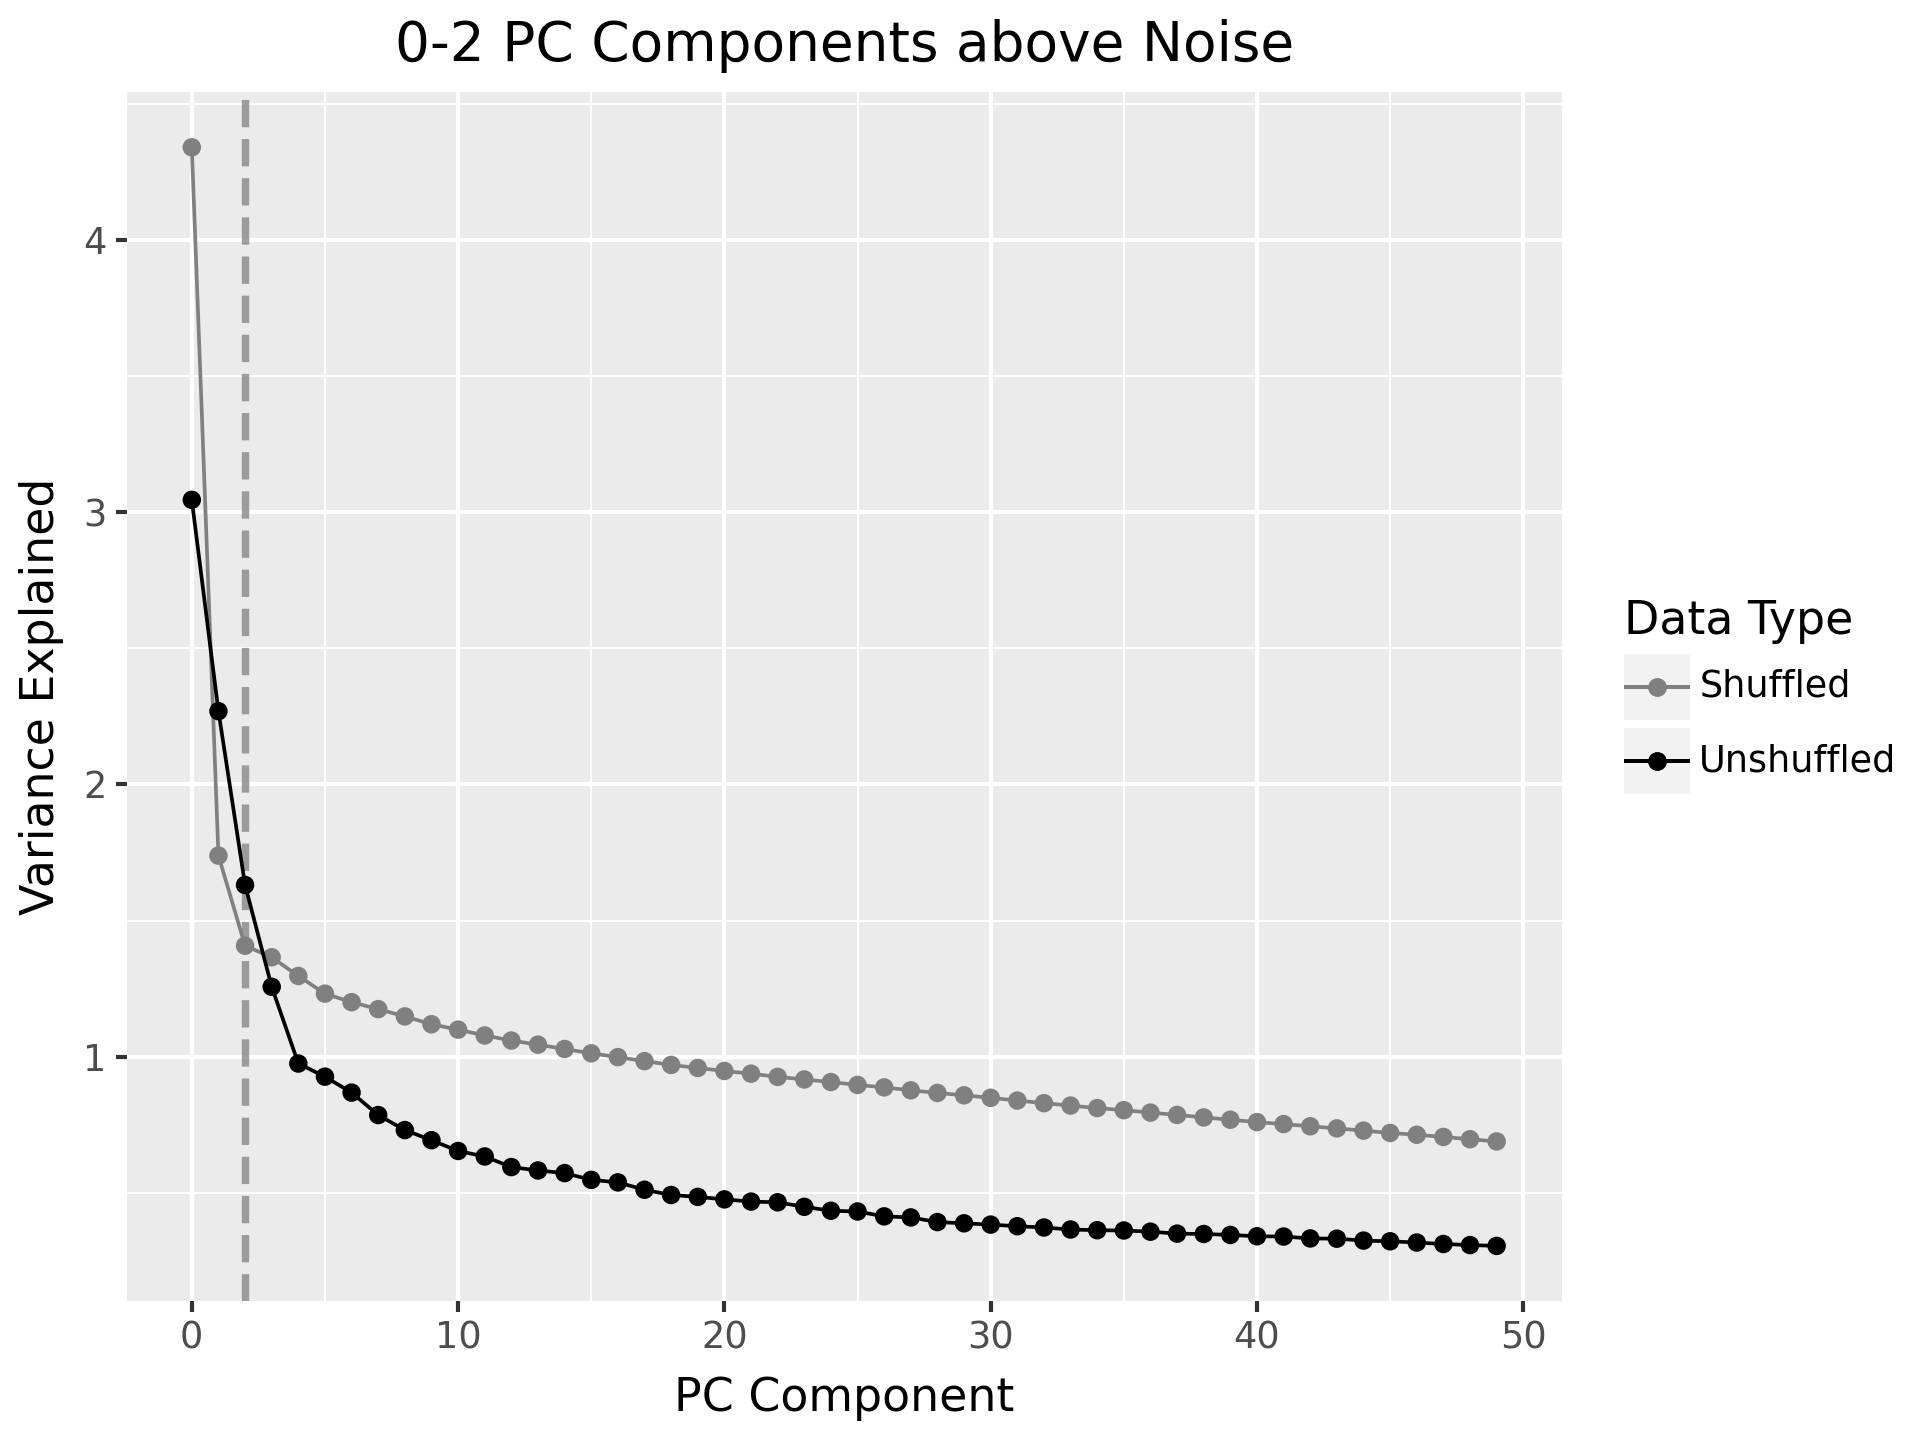 0-2 PC Components above Noise
Variance Explained
4
3
2
1
0 10 20 30 40 50
PC Component
Data Type
Shuffled
Unshuffled